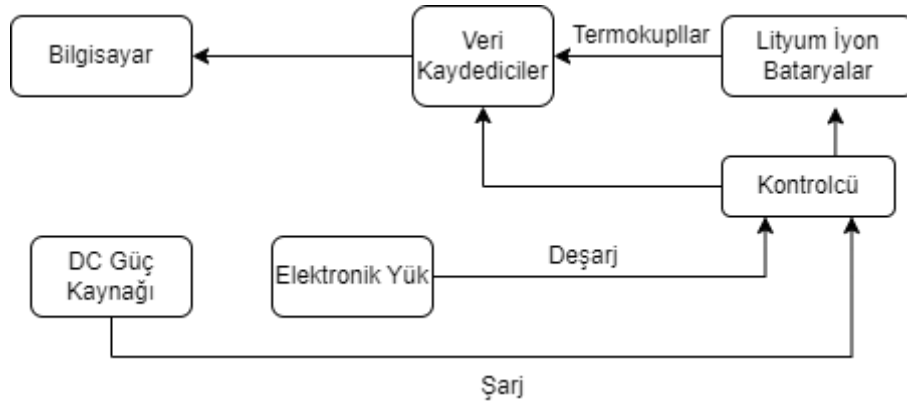 Bilgisayar
Veri
Kaydediciler
Termokupllar
Lityum İyon
Bataryalar
Kontrolcü
DC Güç
Kaynağı
Elektronik Yük
Deşarj
Şarj